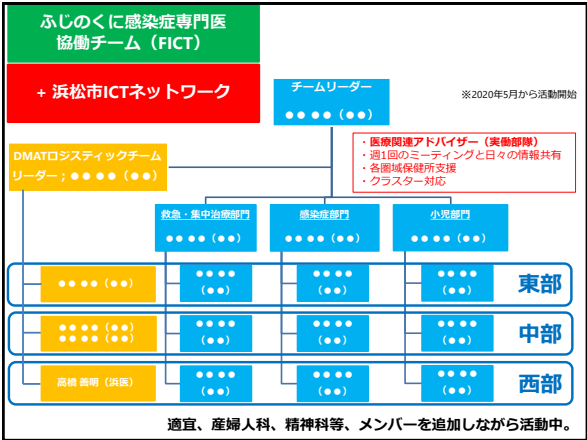 ふじのくに感染症専門医
協働チーム（FICT）
+ 浜松市ICTネットワーク
チームリーダー
●● ●●（●●）
※2020年5月から活動開始
・医療関連アドバイザー（実働部隊）
・週1回のミーティングと日々の情報共有
・各圏域保健所支援
・クラスター対応
DMATロジスティックチーム
リーダー；●● ●●（●●）
救急・集中治療部門
●● ●●（●●）
感染症部門
●● ●●（●●）
小児部門
●● ●●（●●）
●● ●●（●●）
●● ●●
（●●）
●● ●●
（●●）
●● ●●
（●●）
東部
●● ●●（●●）
●● ●●（●●）
●● ●●
（●●）
●● ●●
（●●）
●● ●●
（●●）
中部
高橋 善明（浜医）
●● ●●
（●●）
●● ●●
（●●）
●● ●●
（●●）
西部
適宜、産婦人科、精神科等、メンバーを追加しながら活動中。